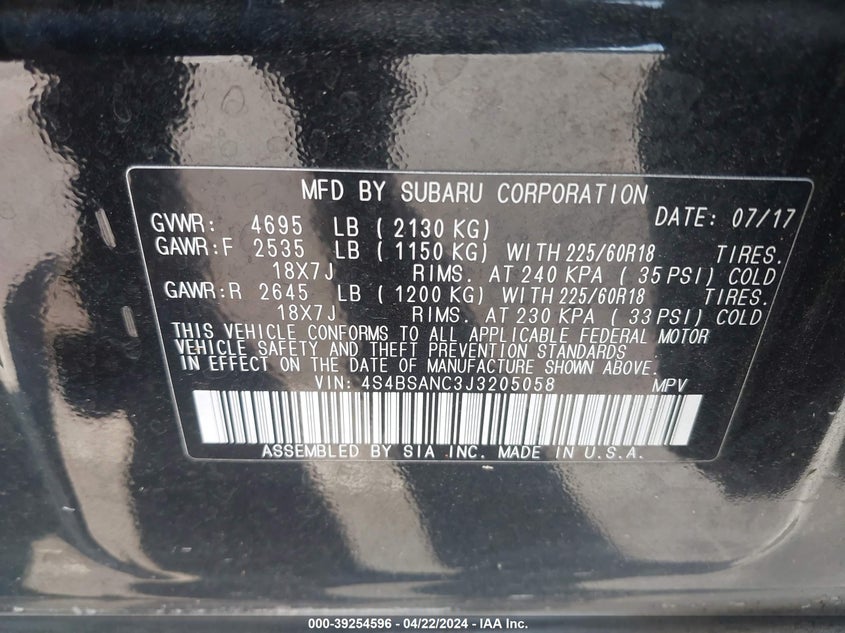 MFD BY SUBARU CORPORATION
GVWR: 4695 LB ( 2130 KG) DATE: 07/17
GAWR:F 2535 LB ( 1150 KG) WITH 225/60R18 TIRES.
18X7J RIMS. AT 240 KPA ( 35 PSI) COLD
GAWR:R 2645 LB ( 1200 KG) WITH 225/60R18 TIRES.
18X7J RIMS. AT 230 KPA ( 33 PSI) COLD
THIS VEHICLE CONFORMS TO ALL APPLICABLE FEDERAL MOTOR
VEHICLE SAFETY AND THEFT PREVENTION STANDARDS
IN EFFECT ON THE DATE OF MANUFACTURE SHOWN ABOVE.
VIN: 4S4BSANC3J3205058 MPV
ASSEMBLED BY SIA INC. MADE IN U.S.A.
000-39254596 - 04/22/2024 - IAA Inc.